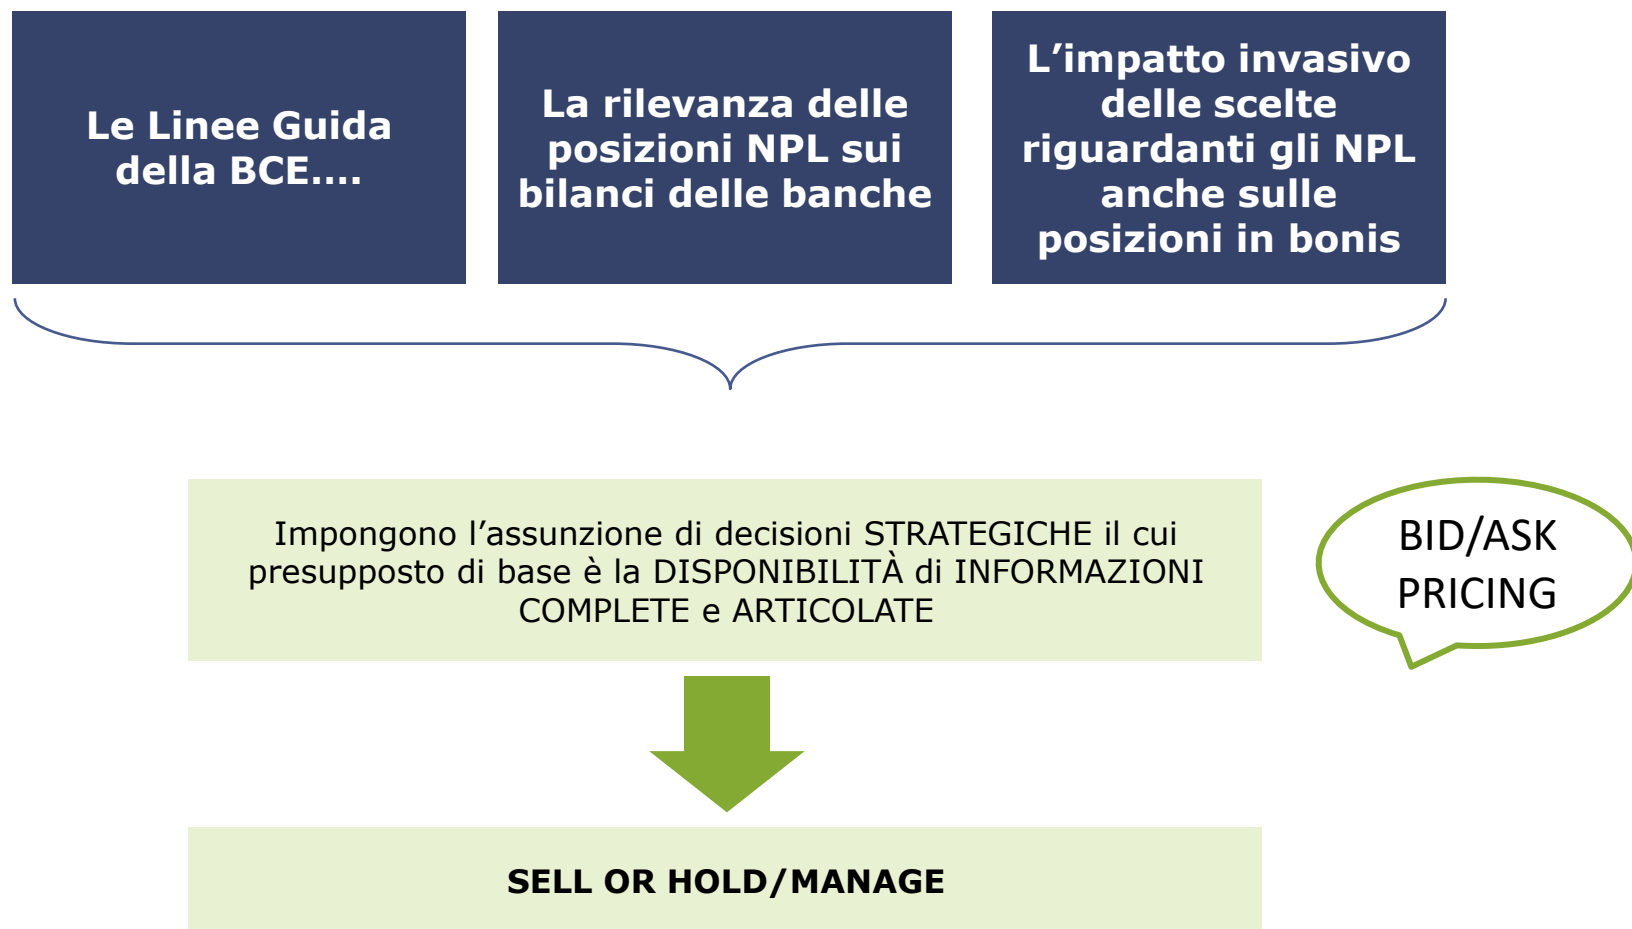 Le Linee Guida
della BCE....
La rilevanza delle
posizioni NPL sui
bilanci delle banche
L’impatto invasivo
delle scelte
riguardanti gli NPL
anche sulle
posizioni in bonis
Impongono l’assunzione di decisioni STRATEGICHE il cui
presupposto di base è la DISPONIBILITÀ di INFORMAZIONI
COMPLETE e ARTICOLATE
BID/ASK
PRICING
SELL OR HOLD/MANAGE